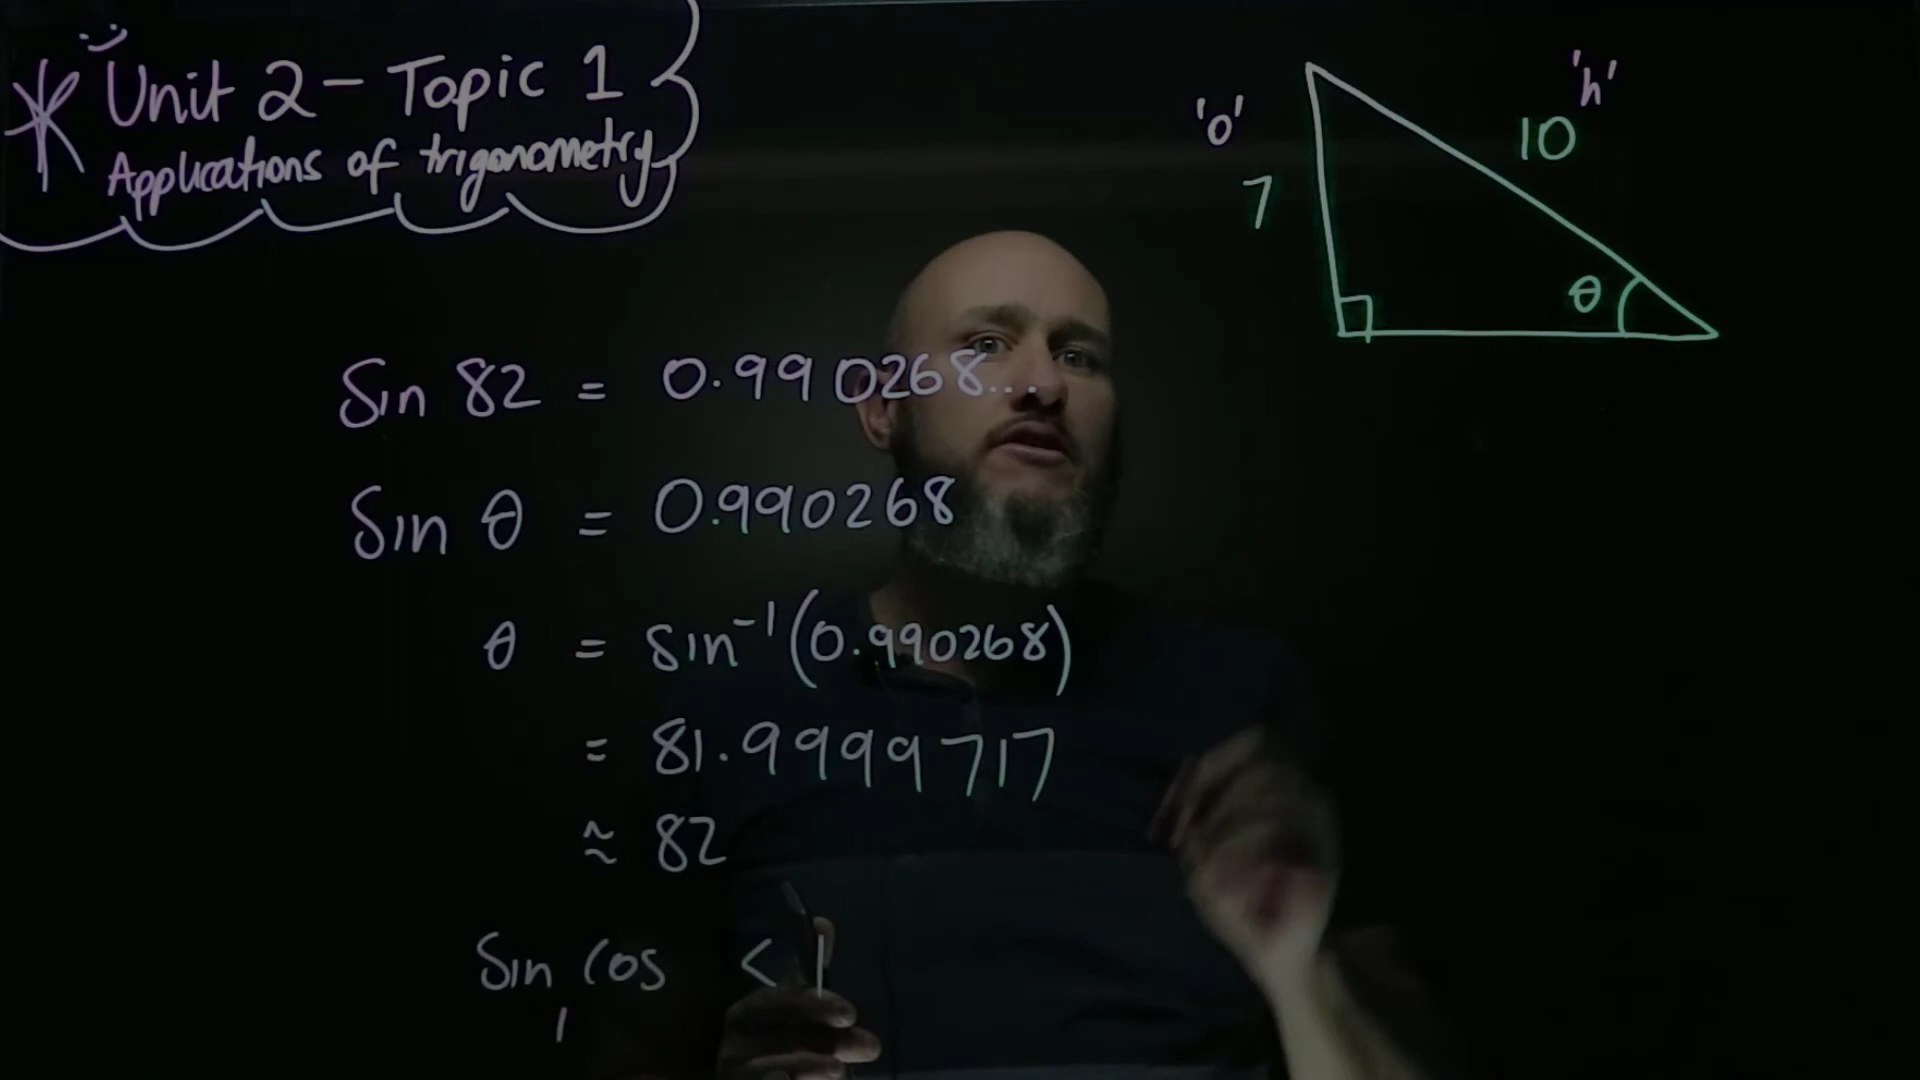 Unit 2 - Topic 1
Applications of trigonometry
'h'
'o'
10
7
θ
Sin 82 = 0.990268...
Sin θ = 0.990268
θ = sin⁻¹(0.990268)
= 81.9999717
≈ 82
Sin, Cos < 1